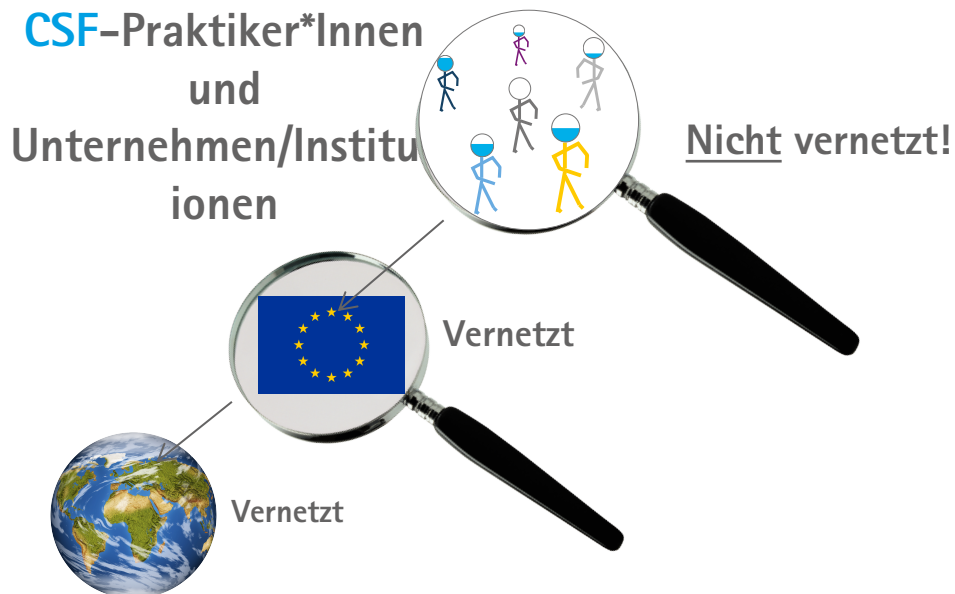 CSF-Praktiker*Innen
und
Unternehmen/Institu
ionen
Nicht vernetzt!
Vernetzt
Vernetzt